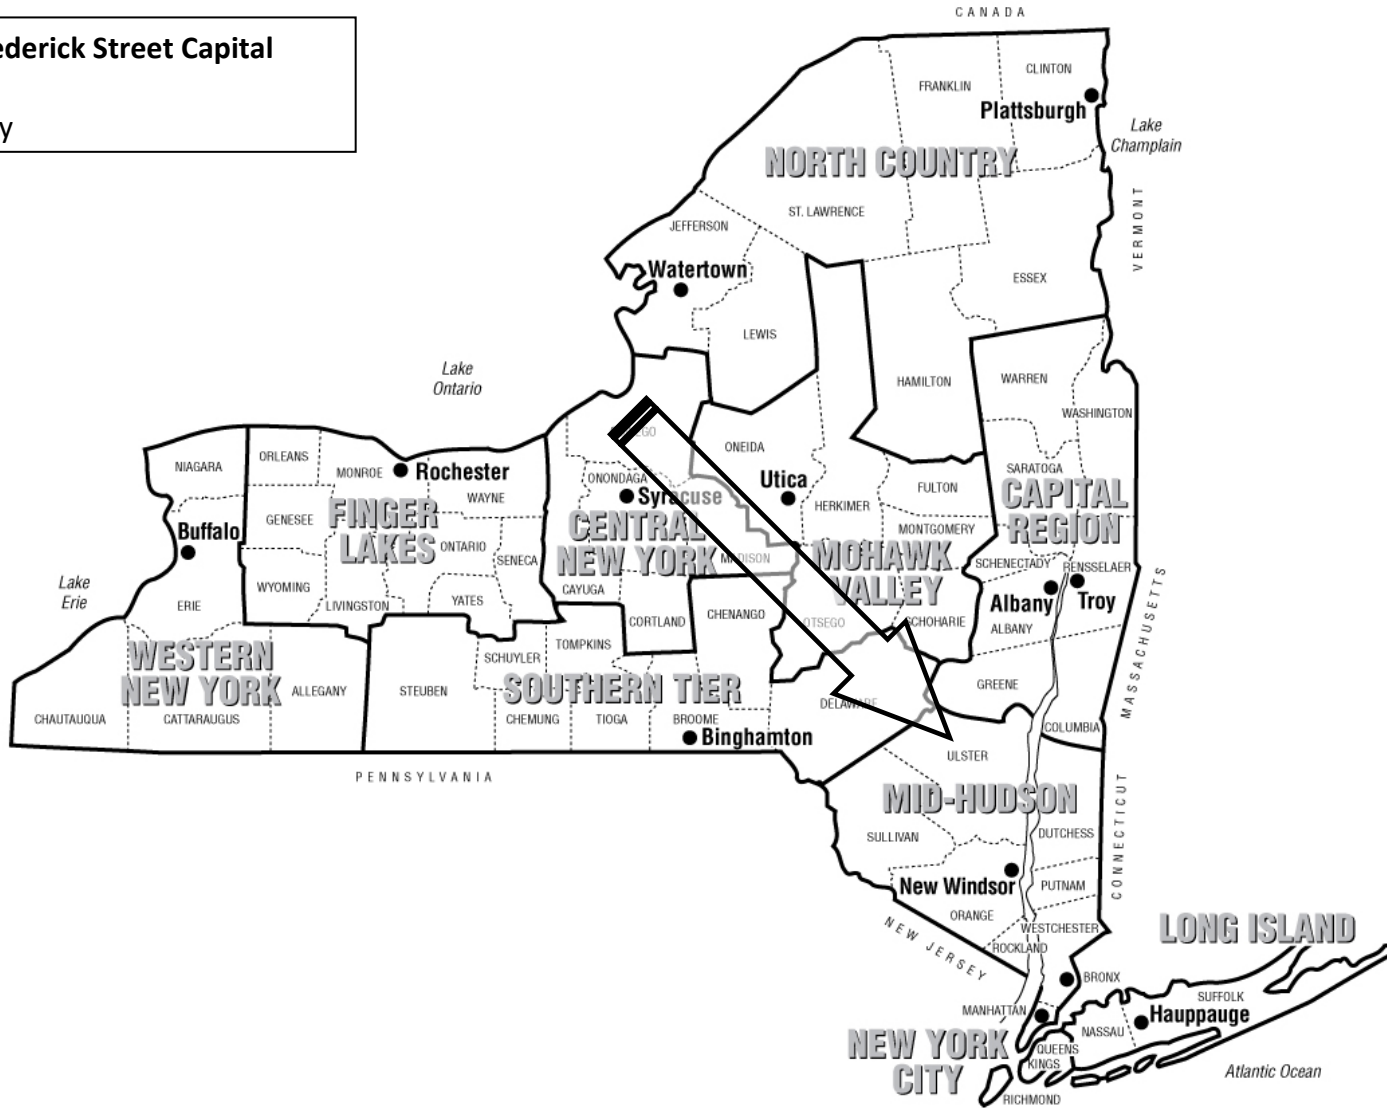 ederick Street Capital
y
CANADA
CLINTON
FRANKLIN
Plattsburgh
Lake
Champlain
NORTH COUNTRY
VERMONT
ST. LAWRENCE
JEFFERSON
Watertown
ESSEX
LEWIS
Lake
Ontario
HAMILTON
WARREN
WASHINGTON
ONEIDA
NIAGARA
ORLEANS
MONROE
Rochester
WAYNE
ONONDAGA
Syracuse
Utica
HERKIMER
FULTON
SARATOGA
CAPITAL
REGION
GENESEE
FINGER
LAKES
ONTARIO
SENECA
CENTRAL
NEW YORK
MADISON
MOHAWK
VALLEY
MONTGOMERY
SCHENECTADY
RENSSELAER
Buffalo
Lake
Erie
ERIE
WYOMING
LIVINGSTON
YATES
CAYUGA
CORTLAND
CHENANGO
OTSEGO
SCHOHARIE
Albany
Troy
ALBANY
MASSACHUSETTS
WESTERN
NEW YORK
ALLEGANY
CHAUTAUQUA
CATTARAUGUS
STEUBEN
SCHUYLER
TOMPKINS
SOUTHERN TIER
CHEMUNG
TIOGA
BROOME
Binghamton
DELAWARE
GREENE
COLUMBIA
PENNSYLVANIA
ULSTER
MID-HUDSON
SULLIVAN
DUTCHESS
CONNECTICUT
New Windsor
PUTNAM
ORANGE
WESTCHESTER
ROCKLAND
NEW JERSEY
LONG ISLAND
BRONX
MANHATTAN
SUFFOLK
Hauppauge
NASSAU
NEW YORK
CITY
QUEENS
KINGS
RICHMOND
Atlantic Ocean